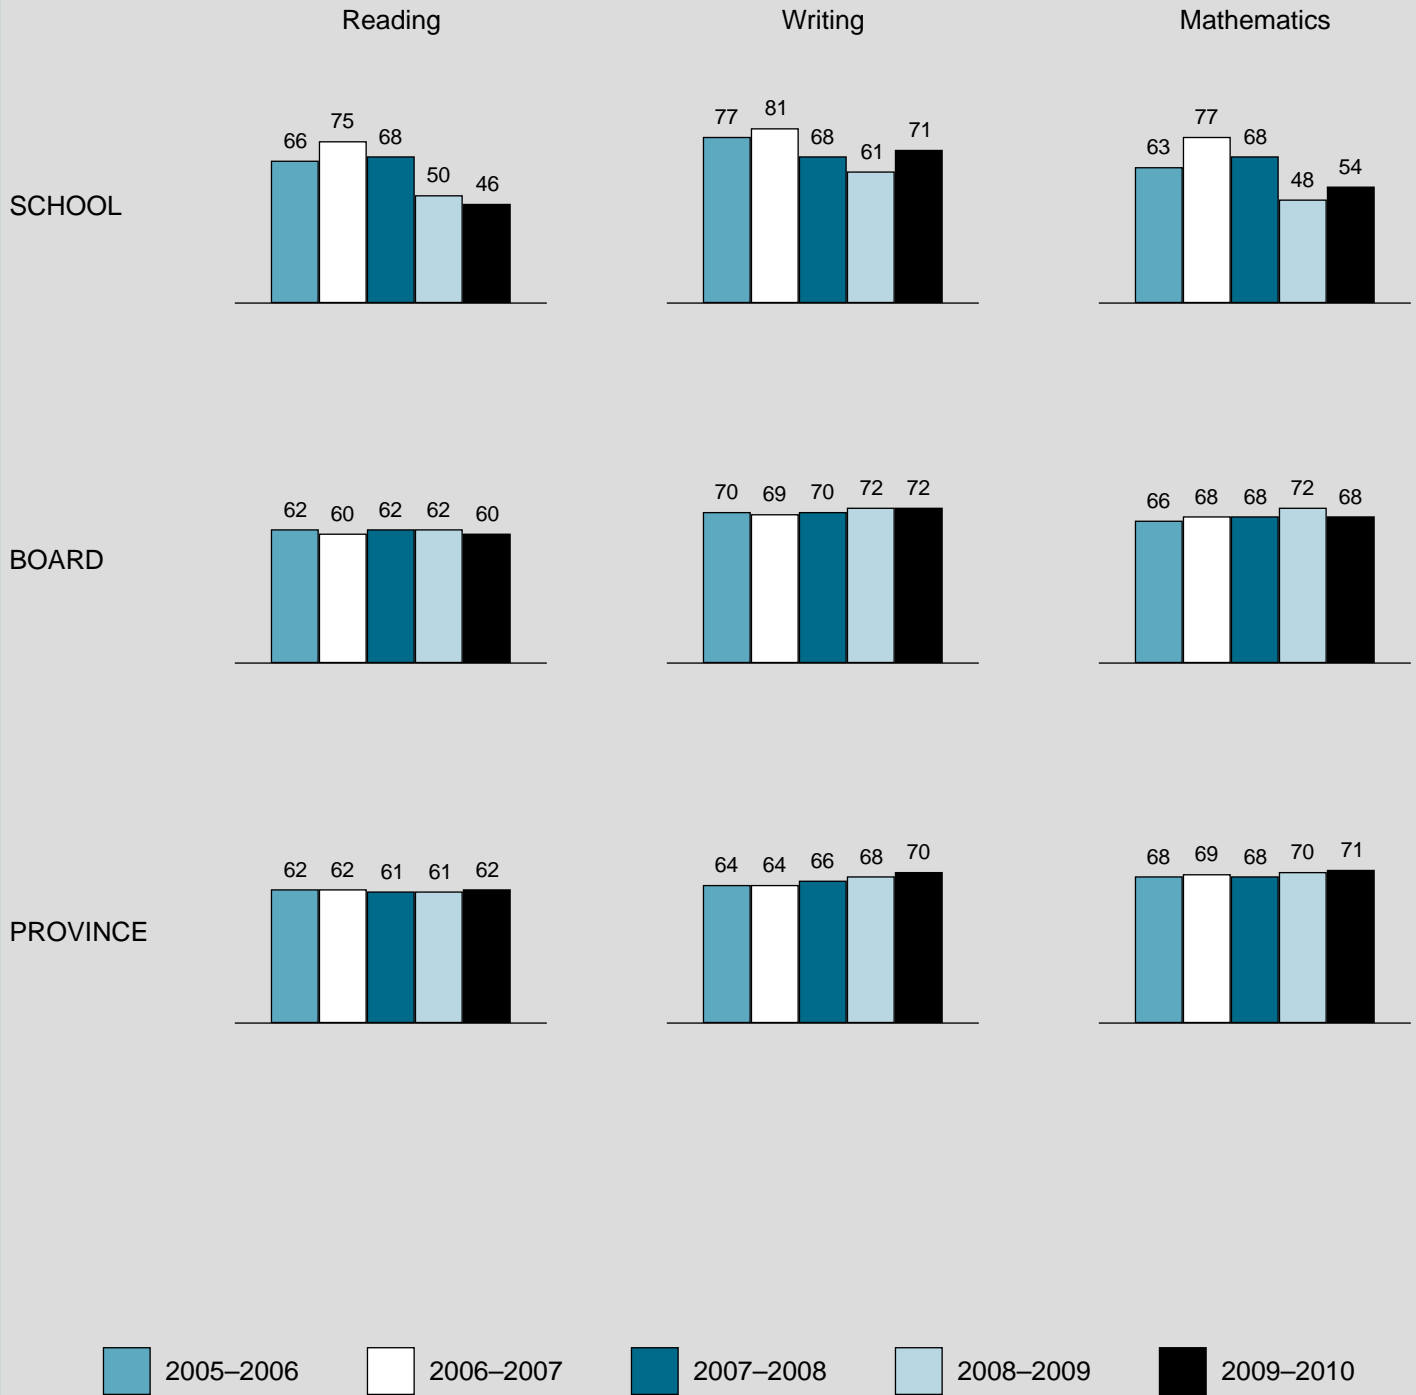 Reading Writing Mathematics
SCHOOL
66 75 68 50 46
77 81 68 61 71
63 77 68 48 54
BOARD
62 60 62 62 60
70 69 70 72 72
66 68 68 72 68
PROVINCE
62 62 61 61 62
64 64 66 68 70
68 69 68 70 71
2005–2006 2006–2007 2007–2008 2008–2009 2009–2010